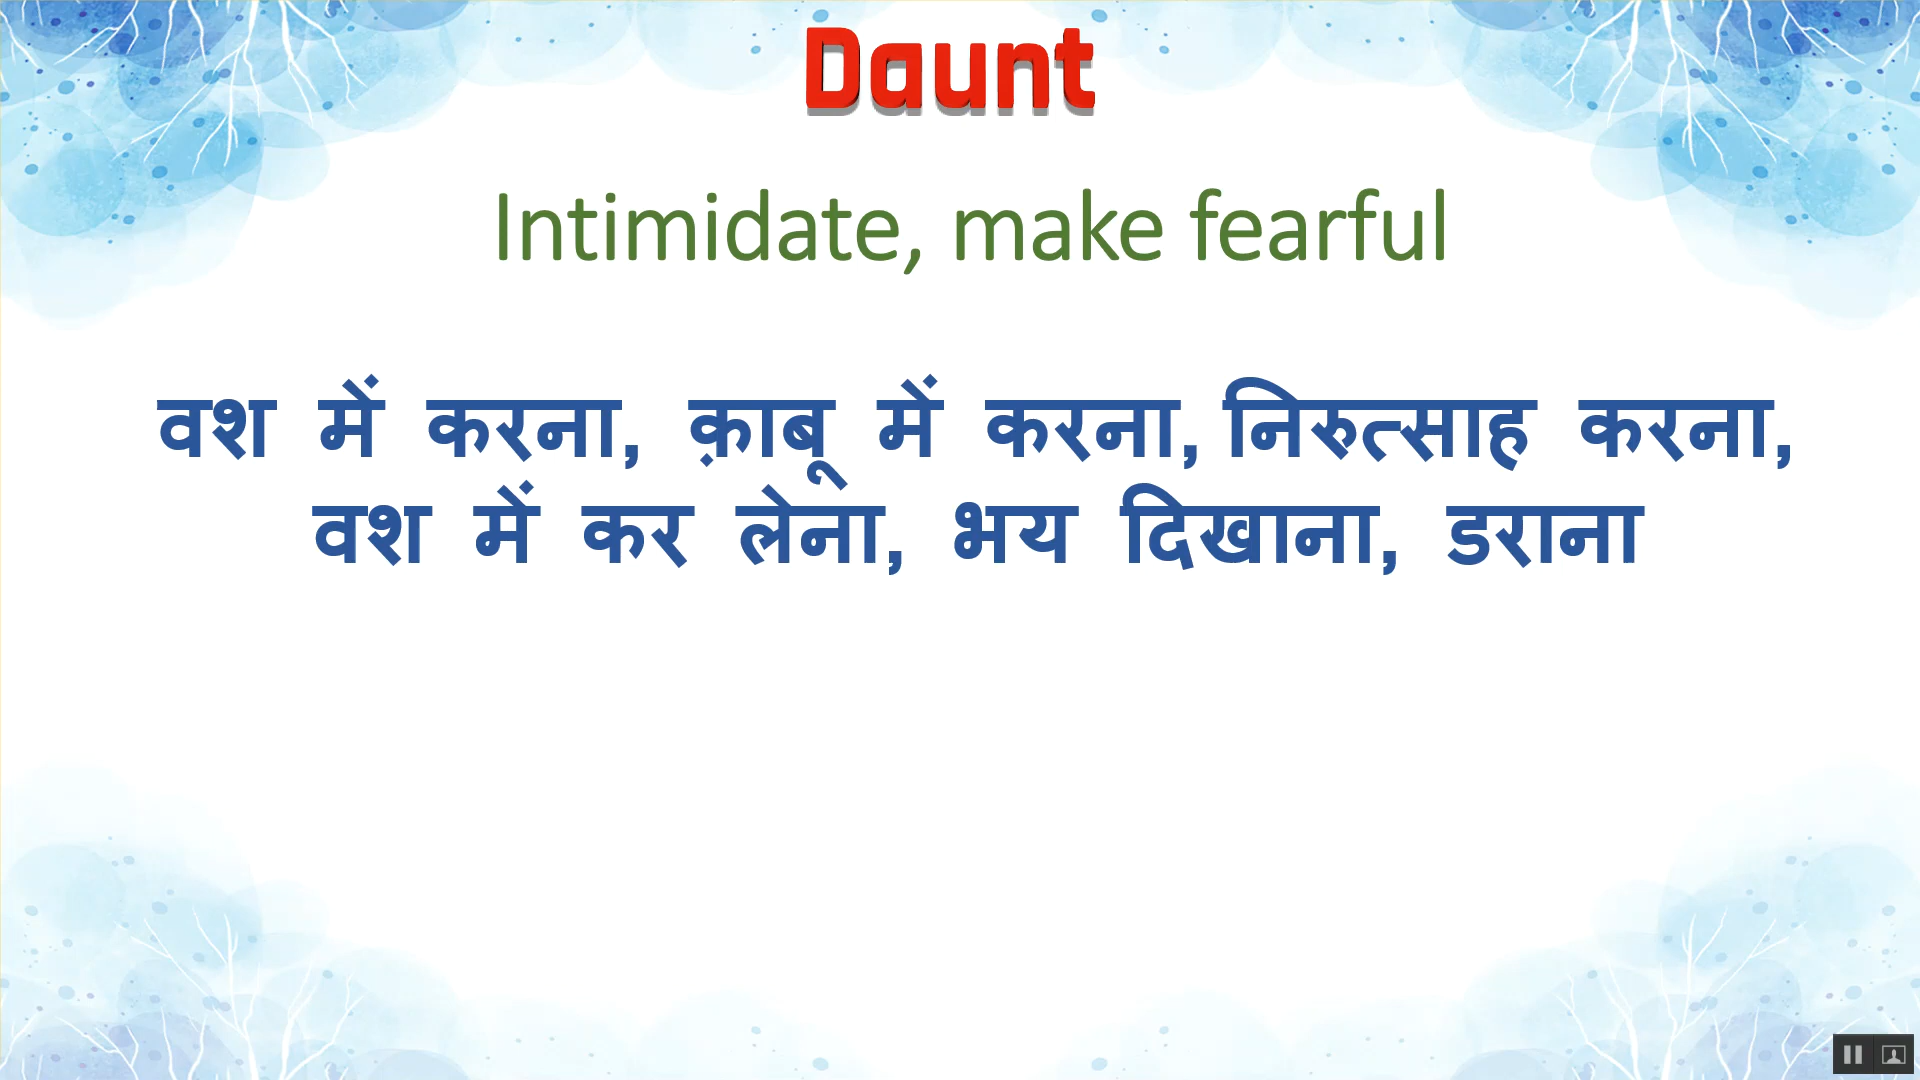 Daunt
Intimidate, make fearful
वश में करना, क़ाबू में करना, निरुत्साह करना,
वश में कर लेना, भय दिखाना, डराना